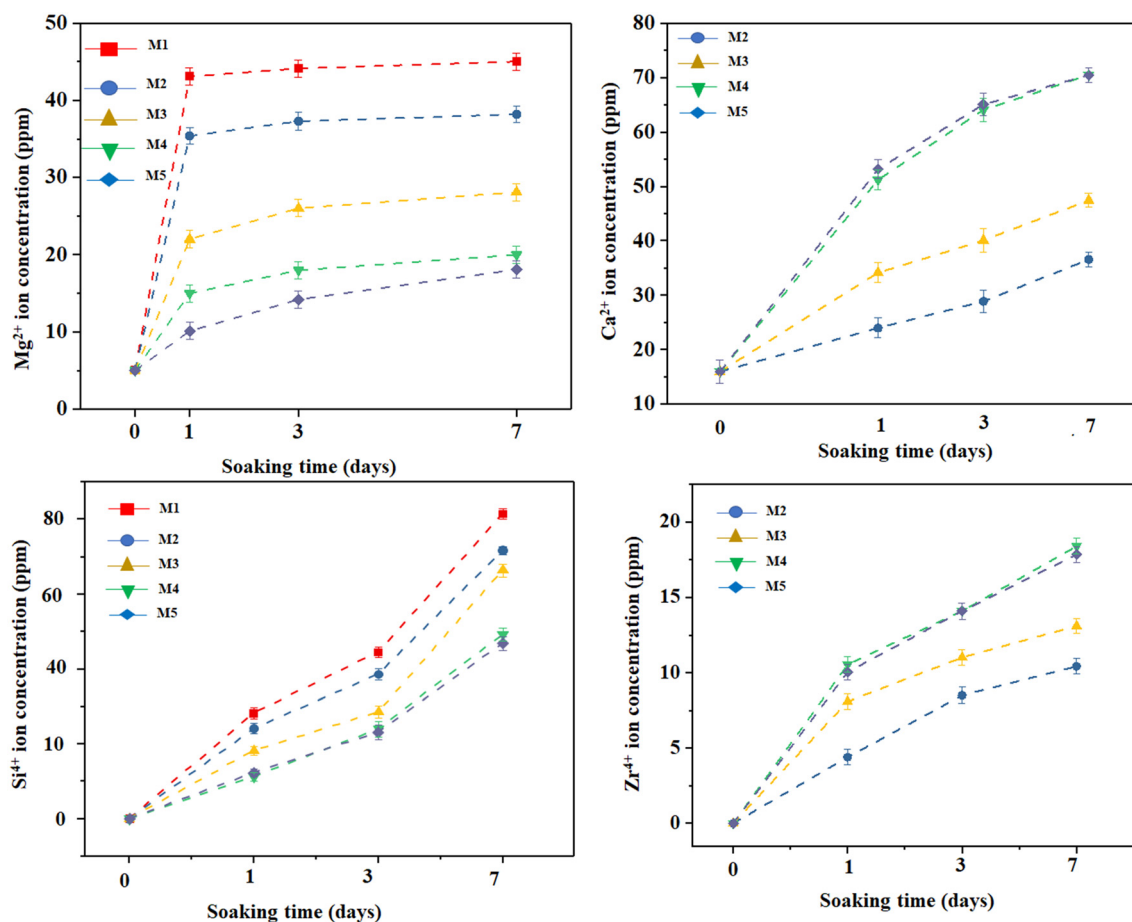 50
40
30
20
10
0
M1
M2
M3
M4
M5
Mg²⁺ ion concentration (ppm)
0 1 3 7
Soaking time (days)
80
70
60
50
40
30
20
10
M2
M3
M4
M5
Ca²⁺ ion concentration (ppm)
0 1 3 7
Soaking time (days)
80
60
40
10
0
M1
M2
M3
M4
M5
Si⁴⁺ ion concentration (ppm)
0 1 3 7
Soaking time (days)
20
15
10
5
0
M2
M3
M4
M5
Zr⁴⁺ ion concentration (ppm)
0 1 3 7
Soaking time (days)